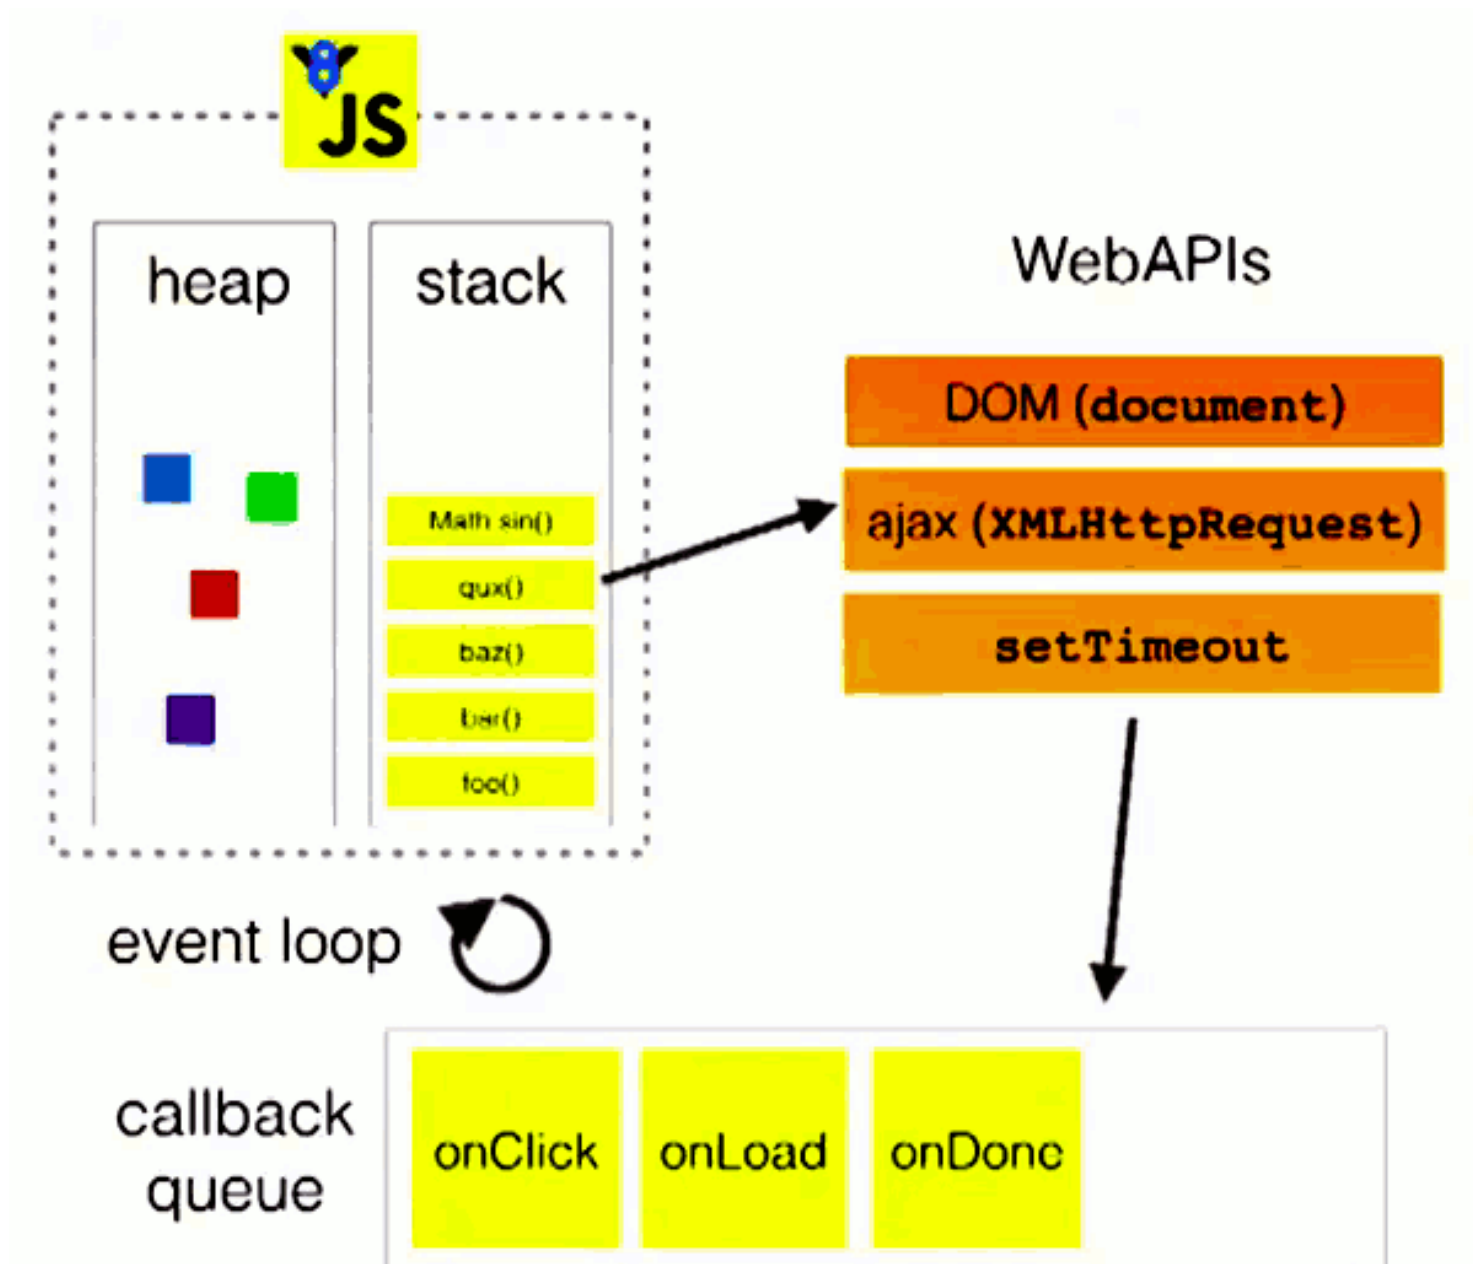 8
JS
heap
stack
WebAPIs
DOM (document)
ajax (XMLHttpRequest)
setTimeout
Math sin()
qux()
baz()
bar()
foo()
event loop
callback
queue
onClick
onLoad
onDone